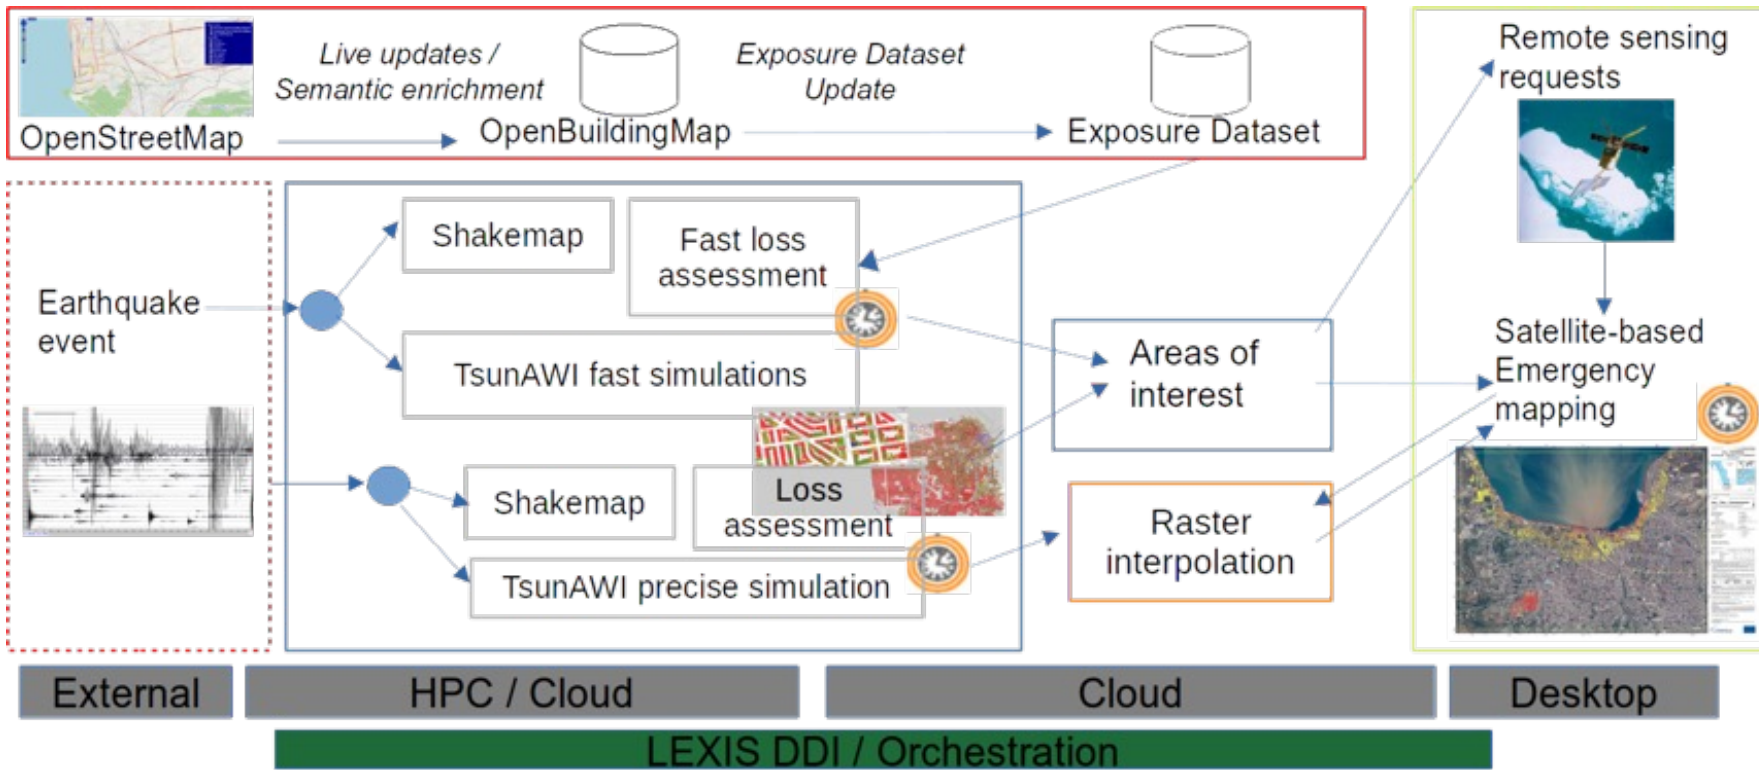 Live updates /
Semantic enrichment
Exposure Dataset
Update
OpenStreetMap
OpenBuildingMap
Exposure Dataset
Remote sensing
requests
Earthquake
event
Shakemap
Fast loss
assessment
TsunAWI fast simulations
Shakemap
Loss
assessment
TsunAWI precise simulation
Areas of
interest
Raster
interpolation
Satellite-based
Emergency
mapping
External
HPC / Cloud
Cloud
Desktop
LEXIS DDI / Orchestration